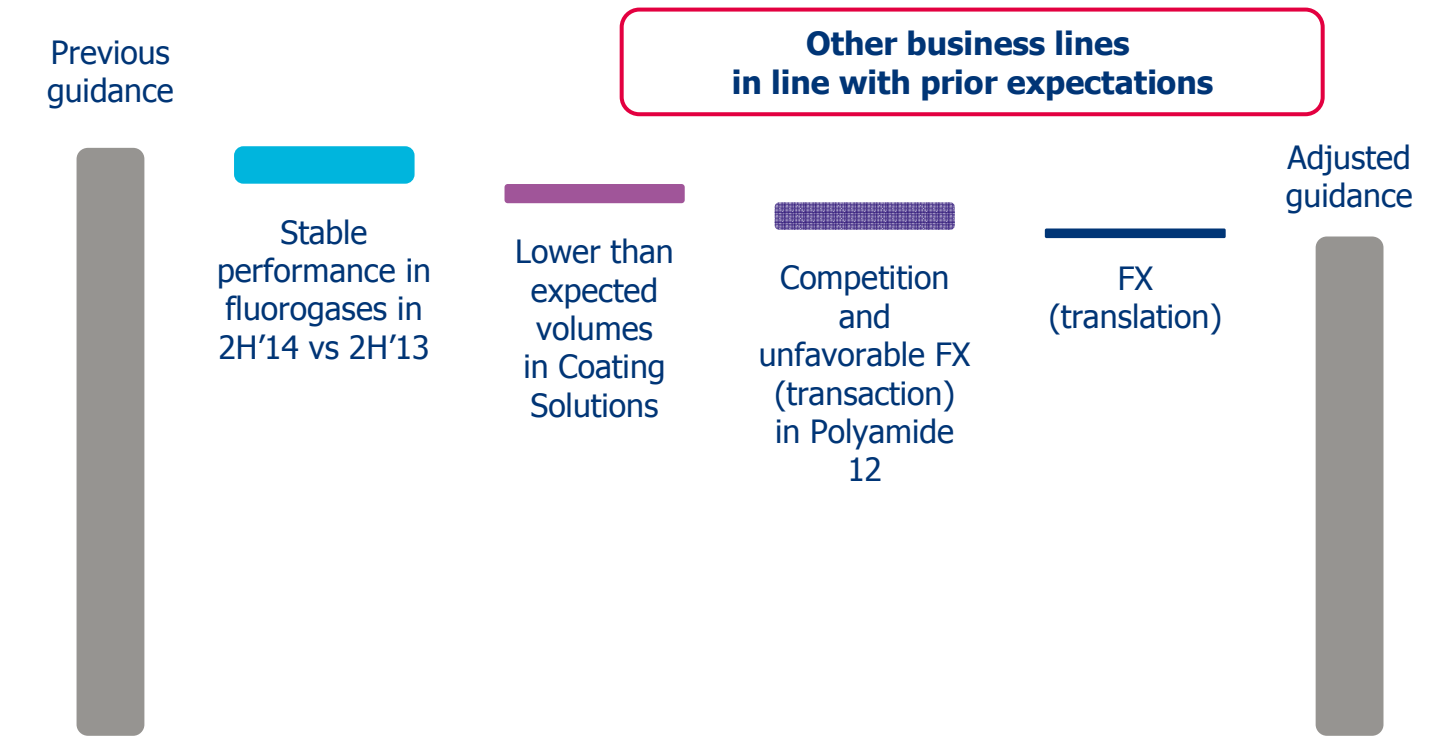 Other business lines
in line with prior expectations
Previous
guidance
Stable
performance in
fluorogases in
2H’14 vs 2H’13
Lower than
expected
volumes
in Coating
Solutions
Competition
and
unfavorable FX
(transaction)
in Polyamide
12
FX
(translation)
Adjusted
guidance